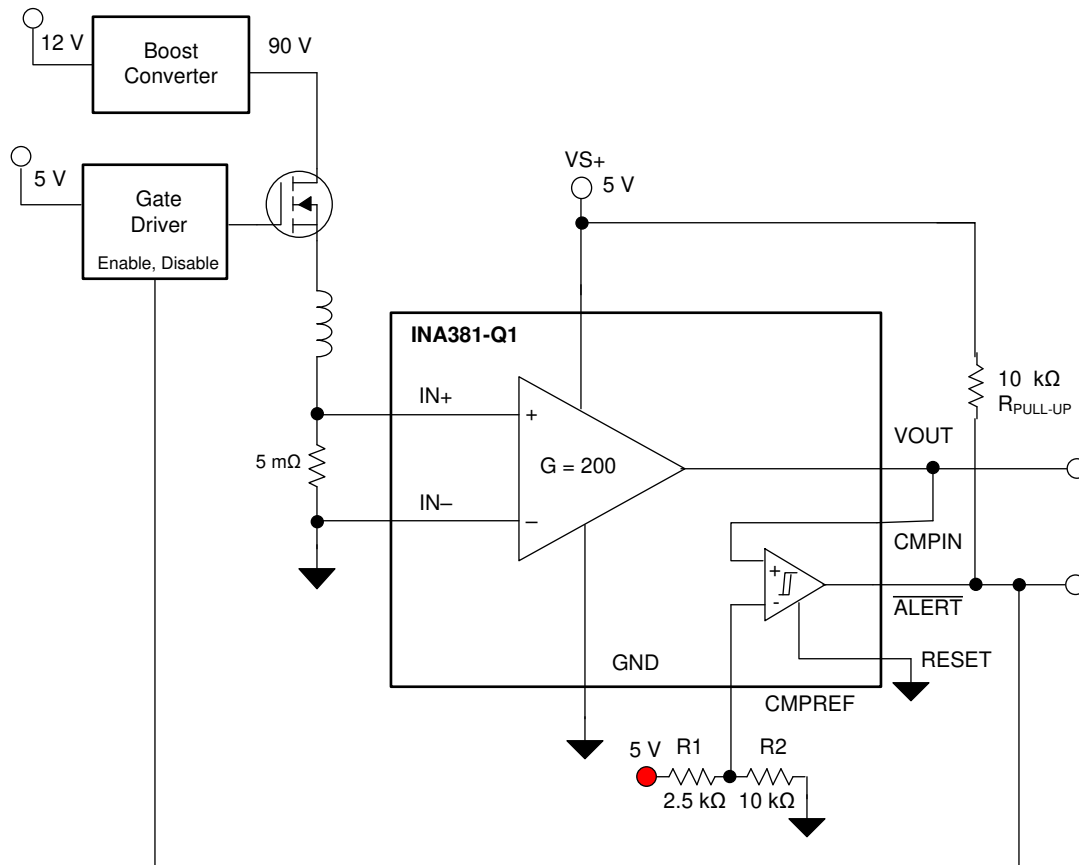 12 V
Boost
Converter
90 V
5 V
Gate
Driver
Enable, Disable
VS+
5 V
INA381-Q1
IN+
+
G = 200
5 mΩ
IN–
–
10 kΩ
RPULL-UP
VOUT
CMPIN
+
-
ALERT
RESET
GND
CMPREF
5 V
R1
R2
2.5 kΩ
10 kΩ